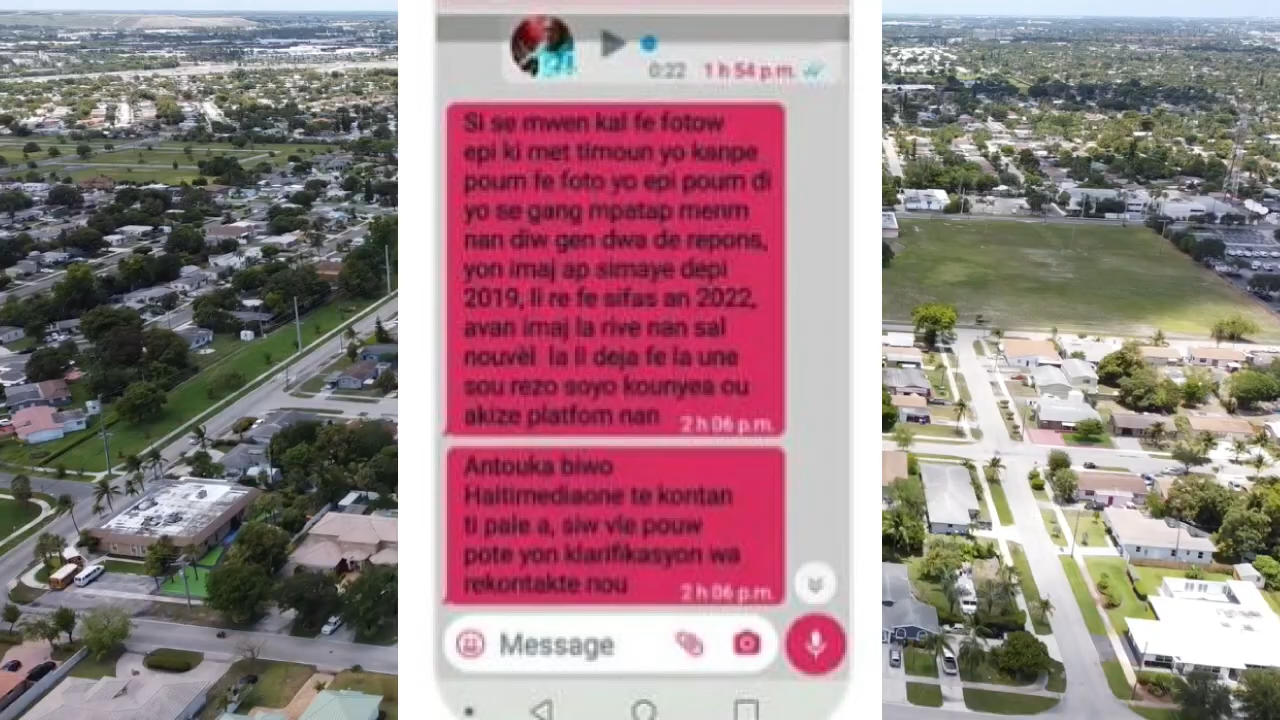 0:22 1 h 54 p.m.
Si se mwen kal fe fotow
epi ki met timoun yo kanpe
poum fe foto yo epi poum di
yo se gang mpatap menm
nan diw gen dwa de repons,
yon imaj ap simaye depi
2019, li re fe sifas an 2022,
avan imaj la rive nan sal
nouvèl la li deja fe la une
sou rezo soyo kounyea ou
akize platfom nan 2 h 06 p.m.
Antouka biwo
Haitimediaone te kontan
ti pale a, siw vle pouw
pote yon klarifikasyon wa
rekontakte nou 2 h 06 p.m.
Message